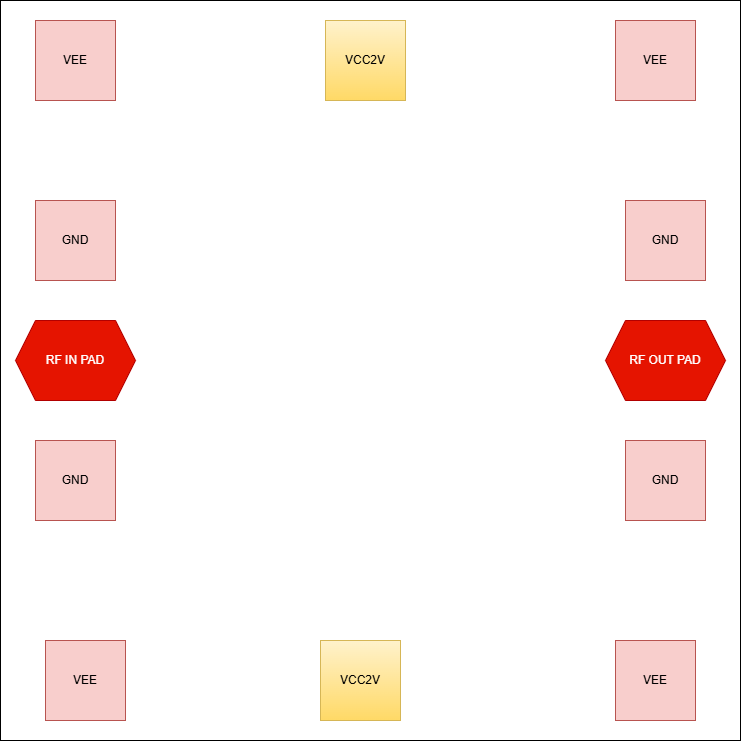 VEE
VCC2V
VEE
GND
GND
RF IN PAD
RF OUT PAD
GND
GND
VEE
VCC2V
VEE